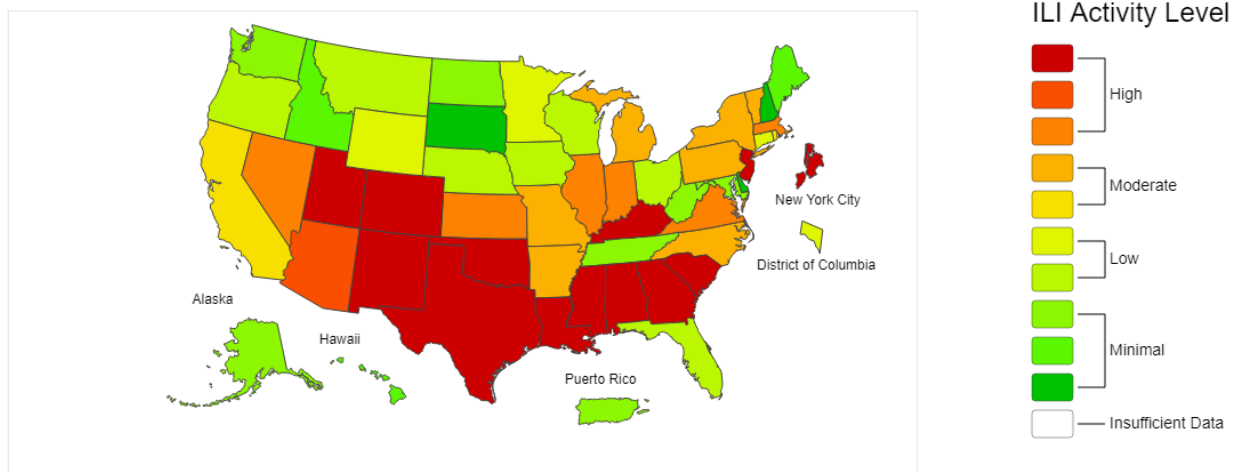 ILI Activity Level
High
Moderate
New York City
Low
District of Columbia
Alaska
Hawaii
Minimal
Puerto Rico
Insufficient Data